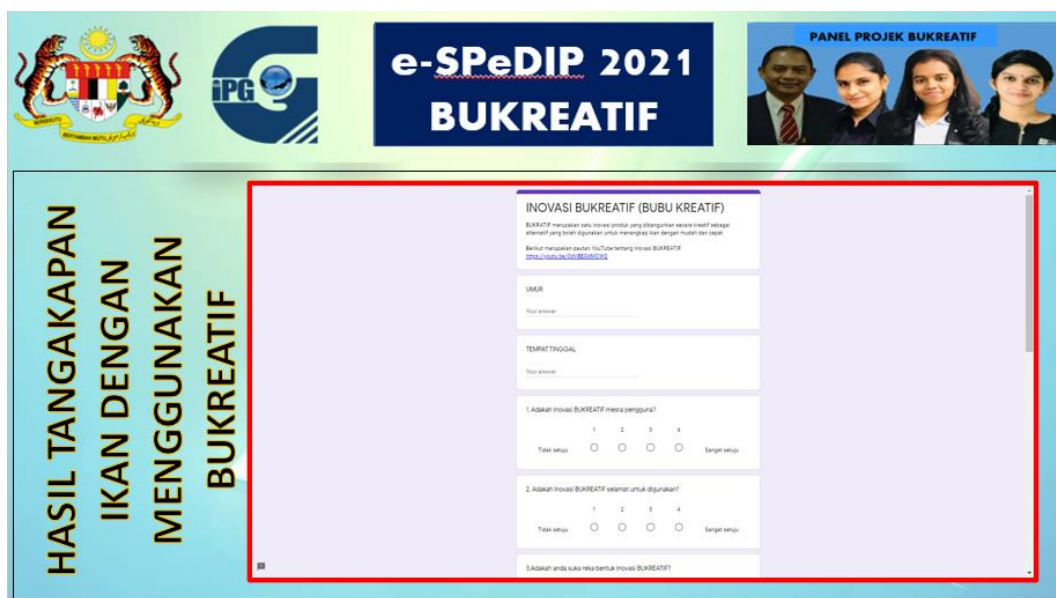 iPG
e-SPeDIP 2021
BUKREATIF
PANEL PROJEK BUKREATIF
HASIL TANGAKAPAN
IKAN DENGAN
MENGGUNAKAN
BUKREATIF
INOVASI BUKREATIF (BUBU KREATIF)
BUKRATIF merupakan satu inovasi produk yang dibangunkan secara kreatif sebagai
alternatif yang boleh digunakan untuk menangkap ikan dengan mudah dan cepat.
Berikut merupakan pautan YouTube tentang inovasi BUKREATIF
UMUR
Your answer
TEMPAT TINGGAL
Your answer
1. Adakah Inovasi BUKREATIF mesra pengguna?
1 2 3 4
Tidak setuju Sangat setuju
2. Adakah Inovasi BUKREATIF selamat untuk digunakan?
1 2 3 4
Tidak setuju Sangat setuju
3.Adakah anda suka reka bentuk Inovasi BUKREATIF?